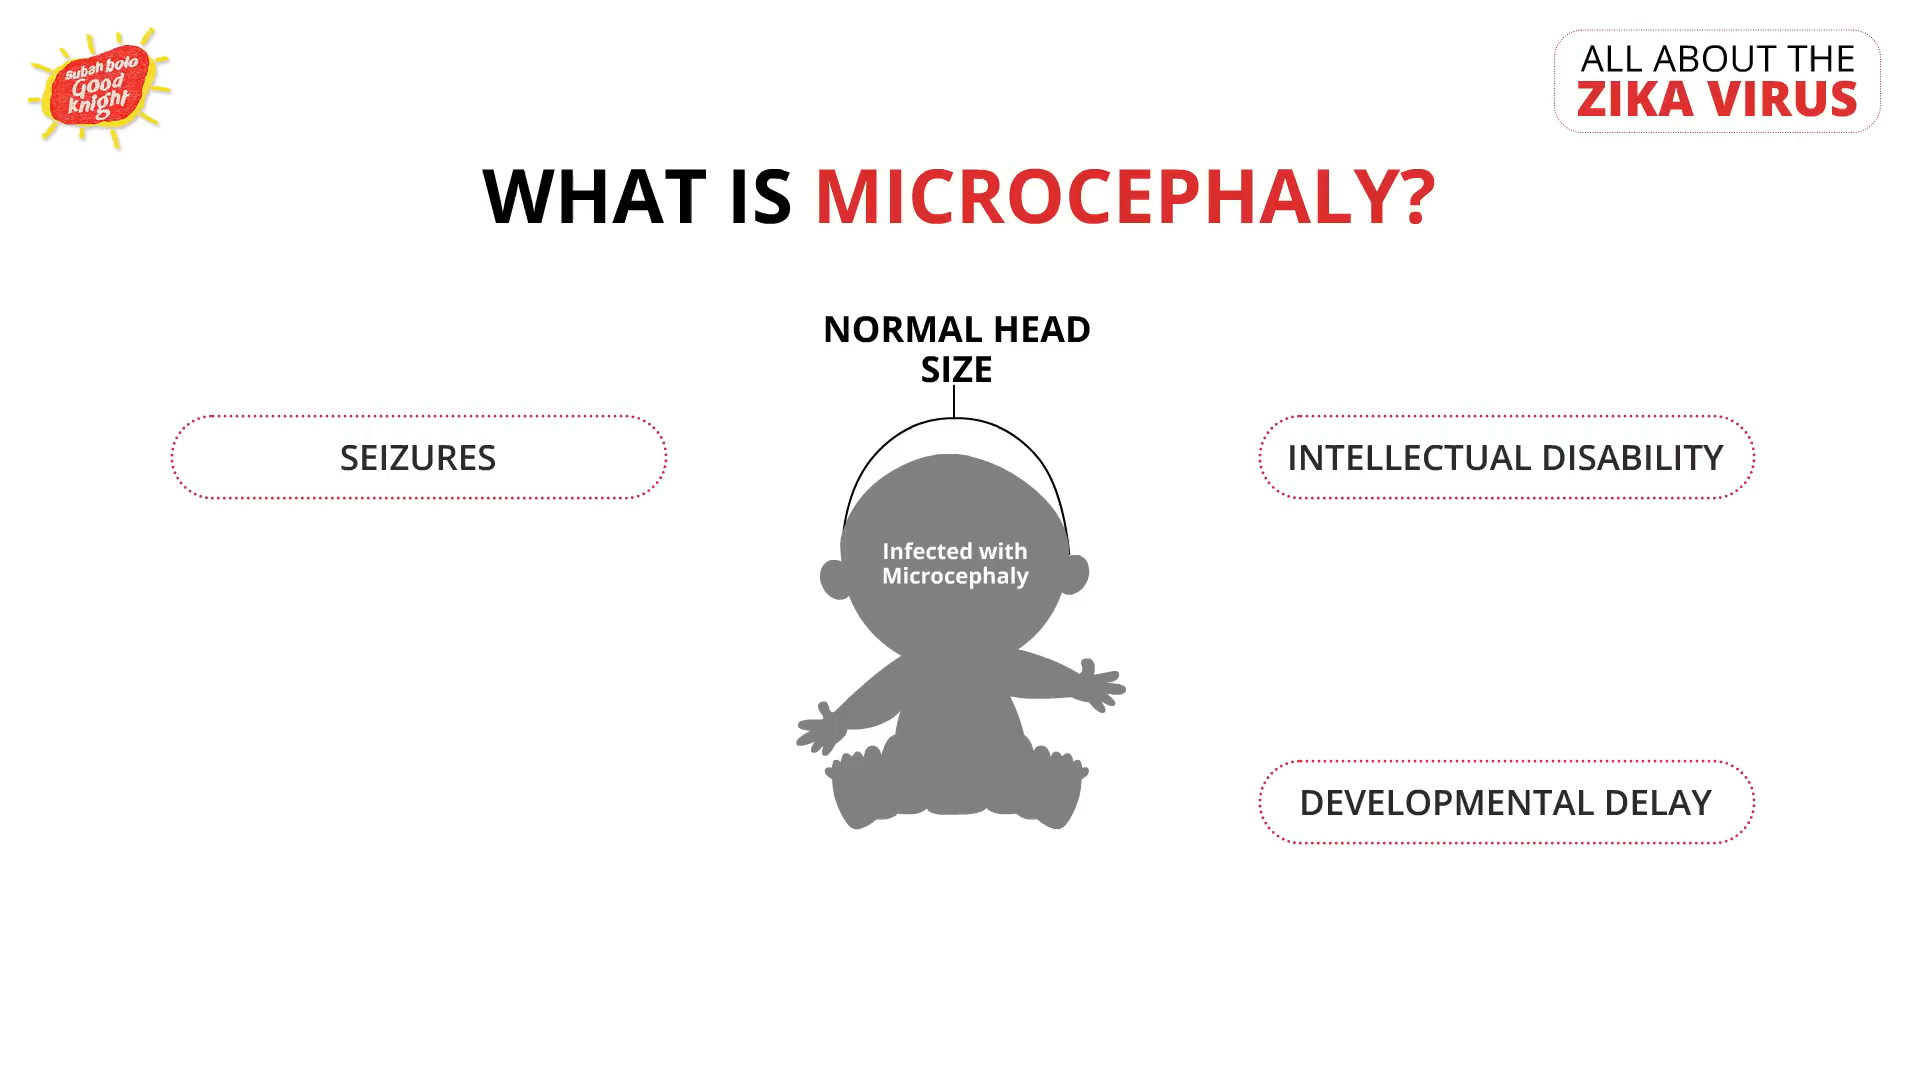 subah bolo
Good
knight
ALL ABOUT THE
ZIKA VIRUS
WHAT IS MICROCEPHALY?
NORMAL HEAD
SIZE
SEIZURES
INTELLECTUAL DISABILITY
Infected with
Microcephaly
DEVELOPMENTAL DELAY